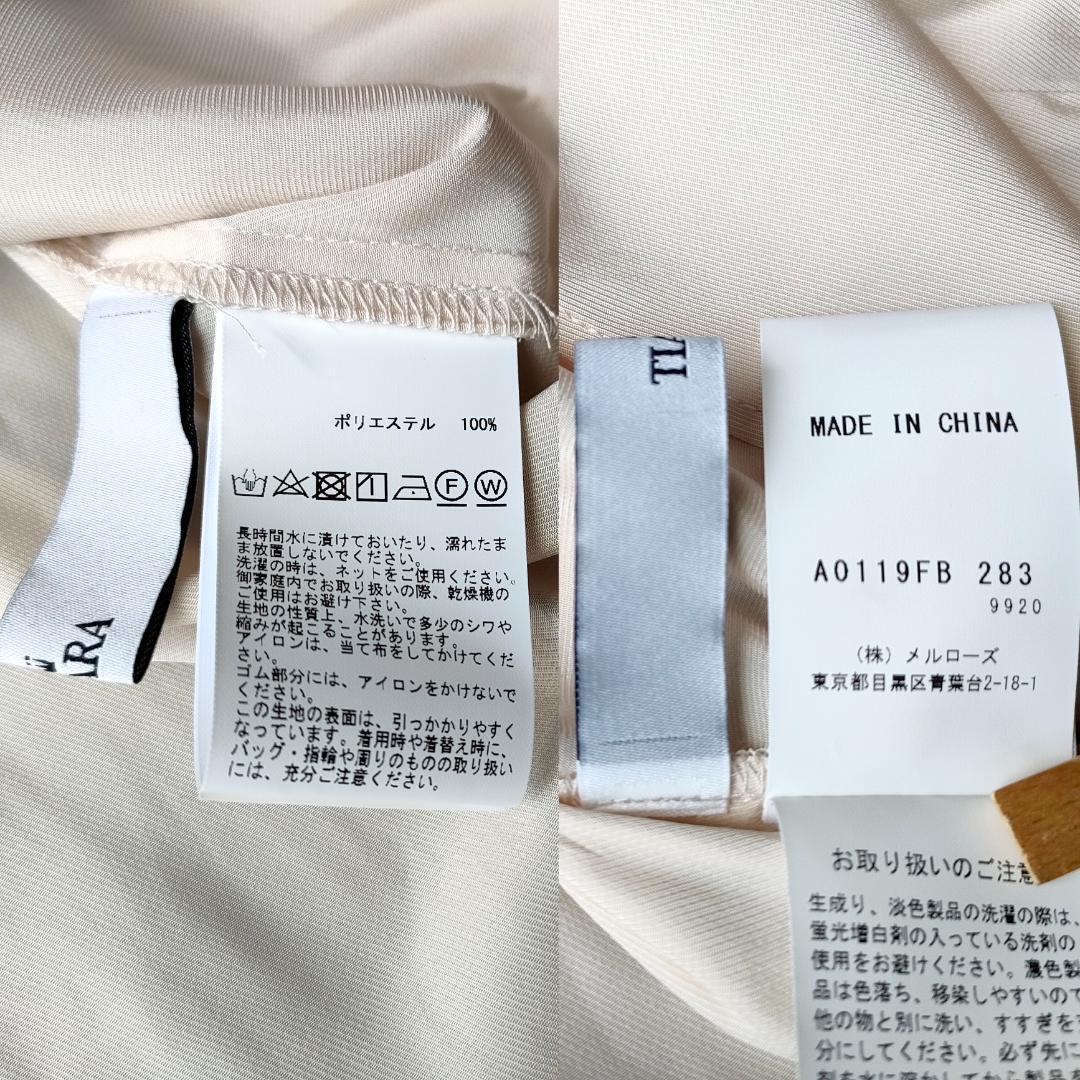 ARA
ポリエステル 100%
F W
長時間水に漬けておいたり、濡れたま
ま放置しないでください。
洗濯の時は、ネットをご使用ください。
御家庭内でお取り扱いの際、乾燥機の
ご使用はお避け下さい。
生地の性質上、水洗いで多少のシワや
縮みが起こることがあります。
アイロンは、当て布をしてかけてくだ
さい。
ゴム部分には、アイロンをかけないで
ください。
この生地の表面は、引っかかりやすく
なっています。着用時や着替え時に、
バッグ・指輪や周りのものの取り扱い
には、充分ご注意ください。
MADE IN CHINA
A0119FB 283
9920
(株) メルローズ
東京都目黒区青葉台2-18-1
お取り扱いのご注意
生成り、淡色製品の洗濯の際は、
蛍光増白剤の入っている洗剤の
使用をお避けください。濃色製
品は色落ち、移染しやすいので
他の物と別に洗い、すすぎを
分にしてください。必ず先に
剤を水に溶かしてから製品を